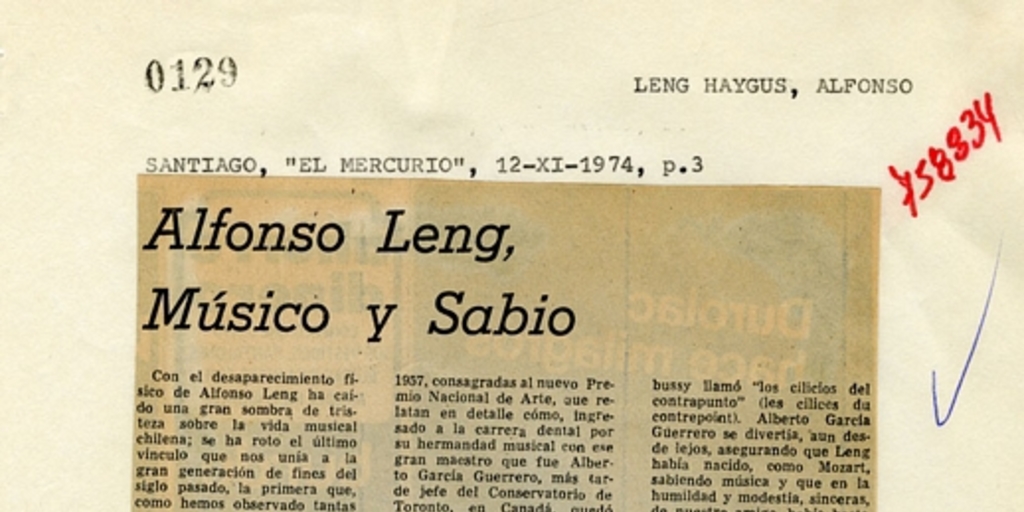 0129
LENG HAYGUS, ALFONSO
458834
SANTIAGO, "EL MERCURIO", 12-XI-1974, p.3
Alfonso Leng,
Músico y Sabio
Con el desaparecimiento fí-
sico de Alfonso Leng ha caí-
do una gran sombra de tris-
teza sobre la vida musical
chilena; se ha roto el último
vínculo que nos unía a la
gran generación de fines del
siglo pasado, la primera que,
como hemos observado tantas
1957, consagradas al nuevo Pre-
mio Nacional de Arte, que re-
latan en detalle cómo, ingre-
sado a la carrera dental por
su hermandad musical con ese
gran maestro que fue Alber-
to García Guerrero, más tar-
de jefe del Conservatorio de
Toronto, en Canadá, quedó
bussy llamó "los cilicios del
contrapunto" (les cilices du
contrepoint). Alberto García
Guerrero se divertía, aun des-
de lejos, asegurando que Leng
había nacido, como Mozart,
sabiendo música y que en la
humildad y modestia, sinceras,
de nuestro amigo, había